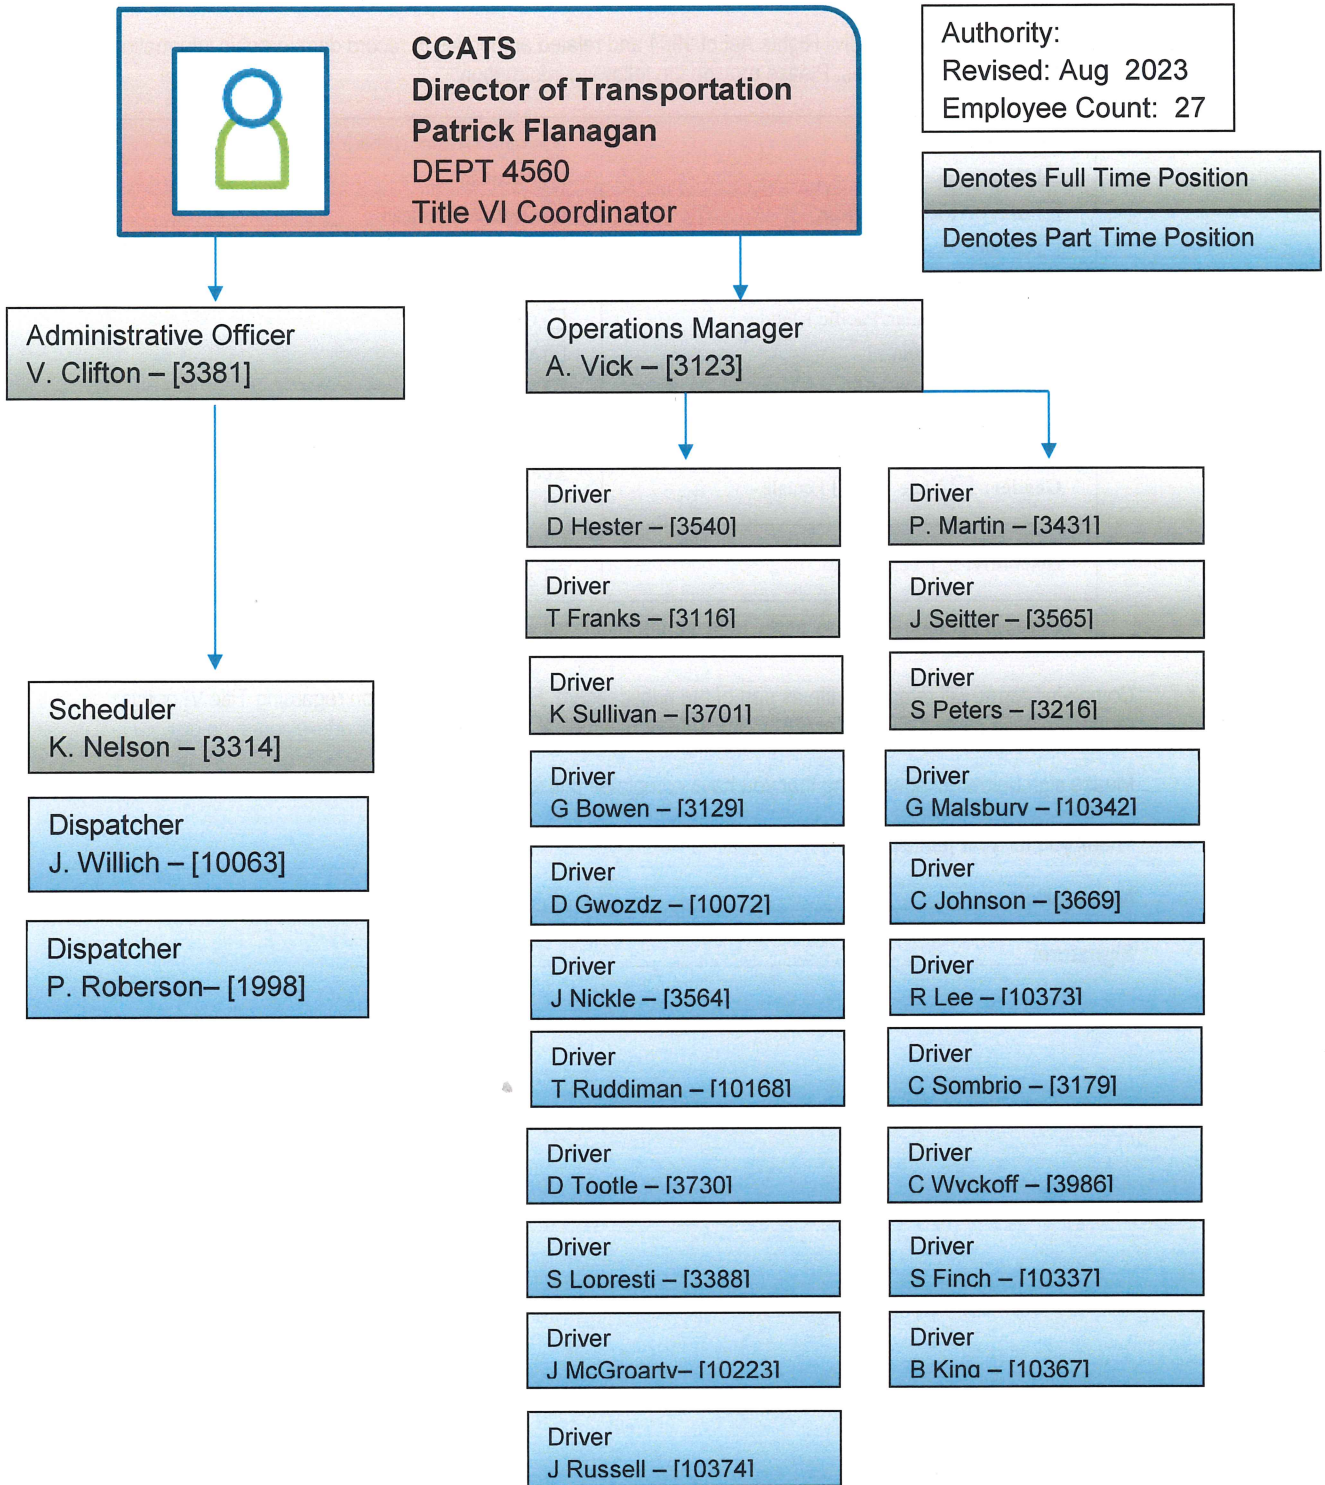 CCATS
Director of Transportation
Patrick Flanagan
DEPT 4560
Title VI Coordinator
Authority:
Revised: Aug 2023
Employee Count: 27
Denotes Full Time Position
Denotes Part Time Position
Administrative Officer
V. Clifton – [3381]
Operations Manager
A. Vick – [3123]
Scheduler
K. Nelson – [3314]
Dispatcher
J. Willich – [10063]
Dispatcher
P. Roberson– [1998]
Driver
D Hester – [3540]
Driver
T Franks – [3116]
Driver
K Sullivan – [3701]
Driver
G Bowen – [3129]
Driver
D Gwozdz – [10072]
Driver
J Nickle – [3564]
Driver
T Ruddiman – [10168]
Driver
D Tootle – [3730]
Driver
S Lopresti – [3388]
Driver
J McGroarty– [10223]
Driver
J Russell – [10374]
Driver
P. Martin – [3431]
Driver
J Seitter – [3565]
Driver
S Peters – [3216]
Driver
G Malsbury – [10342]
Driver
C Johnson – [3669]
Driver
R Lee – [10373]
Driver
C Sombrio – [3179]
Driver
C Wyckoff – [3986]
Driver
S Finch – [10337]
Driver
B King – [10367]